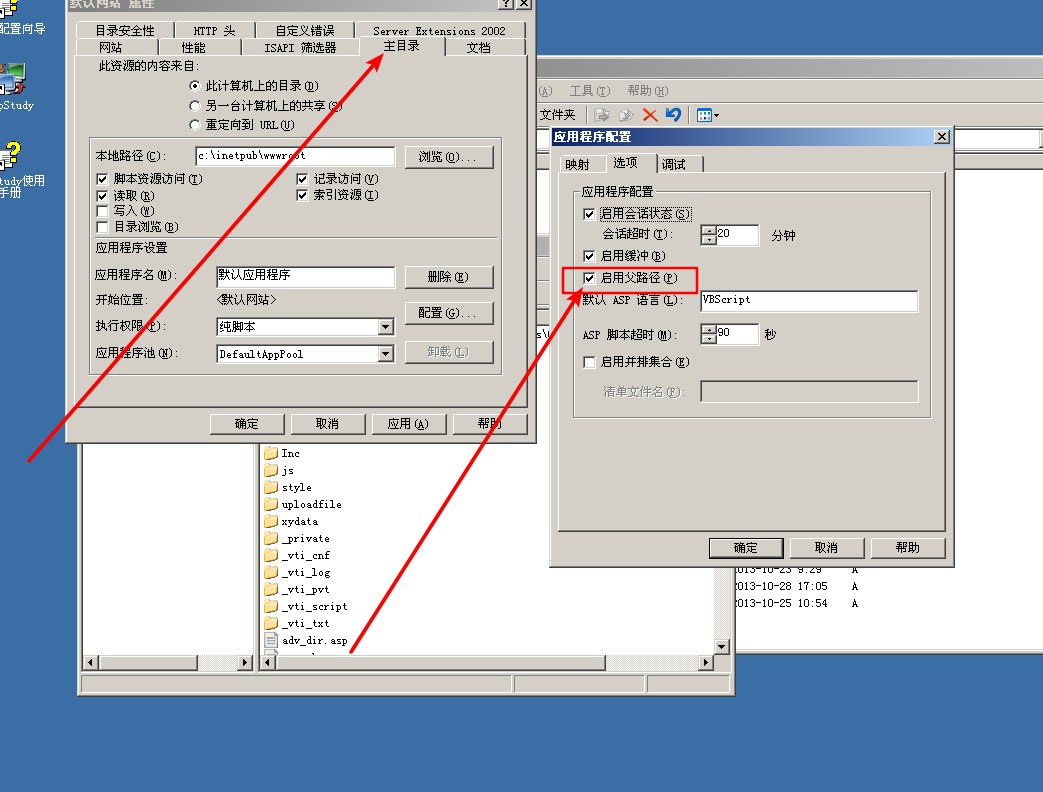 默认网站 属性
配置向导
pStudy
tudy使用
手册
目录安全性 HTTP 头 自定义错误 Server Extensions 2002
网站 性能 ISAPI 筛选器 主目录 文档
此资源的内容来自:
此计算机上的目录(D)
另一台计算机上的共享(S)
重定向到 URL(U)
本地路径(C): c:\inetpub\wwwroot 浏览(O)...
脚本资源访问(T) 记录访问(V)
读取(R) 索引资源(I)
写入(W)
目录浏览(B)
应用程序设置
应用程序名(M): 默认应用程序 删除(E)
开始位置: <默认网站>
配置(G)...
执行权限(P): 纯脚本
应用程序池(N): DefaultAppPool 卸载(L)
确定 取消 应用(A) 帮助
(A) 工具(T) 帮助(H)
文件夹
应用程序配置
映射 选项 调试
应用程序配置
启用会话状态(S)
会话超时(T): 20 分钟
启用缓冲(B)
启用父路径(P)
默认 ASP 语言(L): VBScript
ASP 脚本超时(M): 90 秒
启用并排集合(E)
清单文件名(F):
确定 取消 帮助
Inc
js
style
uploadfile
xydata
_private
_vti_cnf
_vti_log
_vti_pvt
_vti_script
_vti_txt
adv_dir.asp
2013-10-23 9:29 A
2013-10-28 17:05 A
2013-10-25 10:54 A